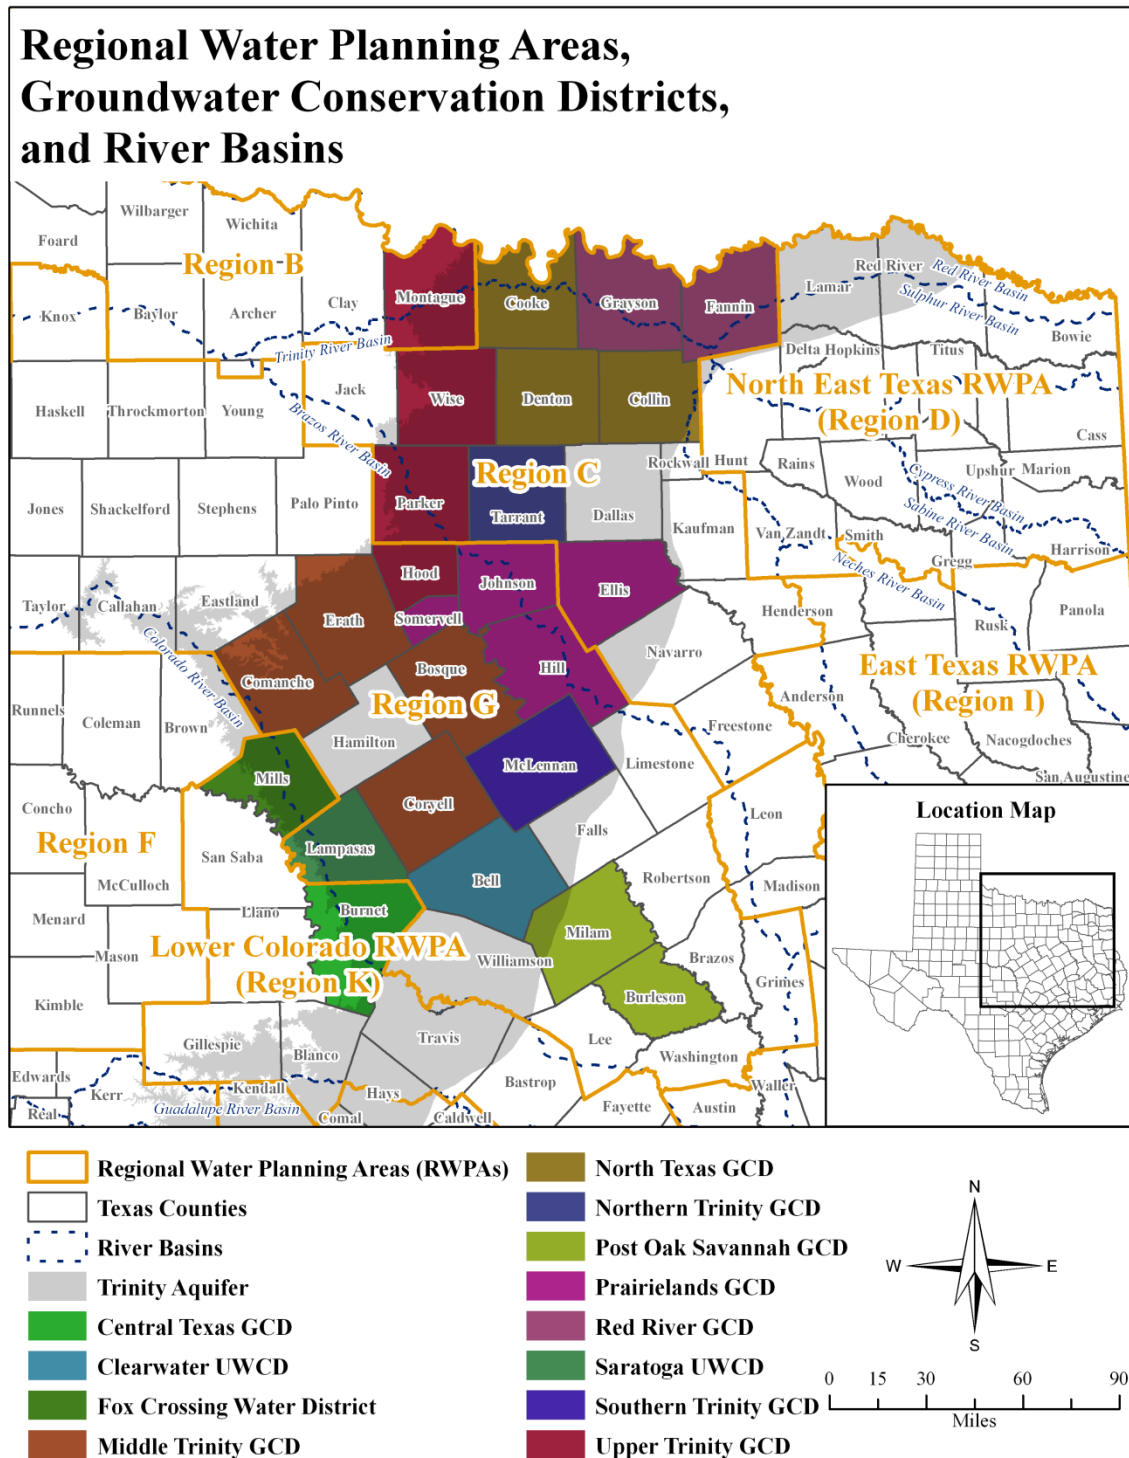 Regional Water Planning Areas,
Groundwater Conservation Districts,
and River Basins
Wilbarger
Wichita
Foard
Region B
Red River
Red River Basin
Lamar
Montague
Cooke
Grayson
Fannin
Clay
Knox
Baylor
Archer
Sulphur River Basin
Bowie
Trinity River Basin
Delta
Hopkins
Titus
North East Texas RWPA
(Region D)
Jack
Wise
Denton
Collin
Haskell
Throckmorton
Young
Brazos River Basin
Cass
Rockwall
Hunt
Rains
Upshur
Marion
Region C
Wood
Cypress River Basin
Jones
Shackelford
Stephens
Palo Pinto
Parker
Tarrant
Dallas
Kaufman
Van Zandt
Smith
Sabine River Basin
Harrison
Gregg
Neches River Basin
Hood
Johnson
Ellis
Taylor
Callahan
Eastland
Erath
Somervell
Henderson
Rusk
Panola
Colorado River Basin
Navarro
Bosque
Hill
East Texas RWPA
(Region I)
Comanche
Region G
Anderson
Runnels
Coleman
Brown
Hamilton
Freestone
Cherokee
Nacogdoches
Mills
McLennan
Limestone
San Augustine
Concho
Coryell
Leon
Location Map
Region F
San Saba
Lampasas
Falls
McCulloch
Bell
Robertson
Madison
Menard
Llano
Burnet
Milam
Mason
Lower Colorado RWPA
(Region K)
Williamson
Brazos
Grimes
Kimble
Burleson
Gillespie
Blanco
Travis
Lee
Washington
Edwards
Kerr
Kendall
Hays
Bastrop
Waller
Real
Guadalupe River Basin
Comal
Caldwell
Fayette
Austin
Regional Water Planning Areas (RWPAs)
Texas Counties
River Basins
Trinity Aquifer
Central Texas GCD
Clearwater UWCD
Fox Crossing Water District
Middle Trinity GCD
North Texas GCD
Northern Trinity GCD
Post Oak Savannah GCD
Prairielands GCD
Red River GCD
Saratoga UWCD
Southern Trinity GCD
Upper Trinity GCD
N
W E
S
0 15 30 60 90
Miles